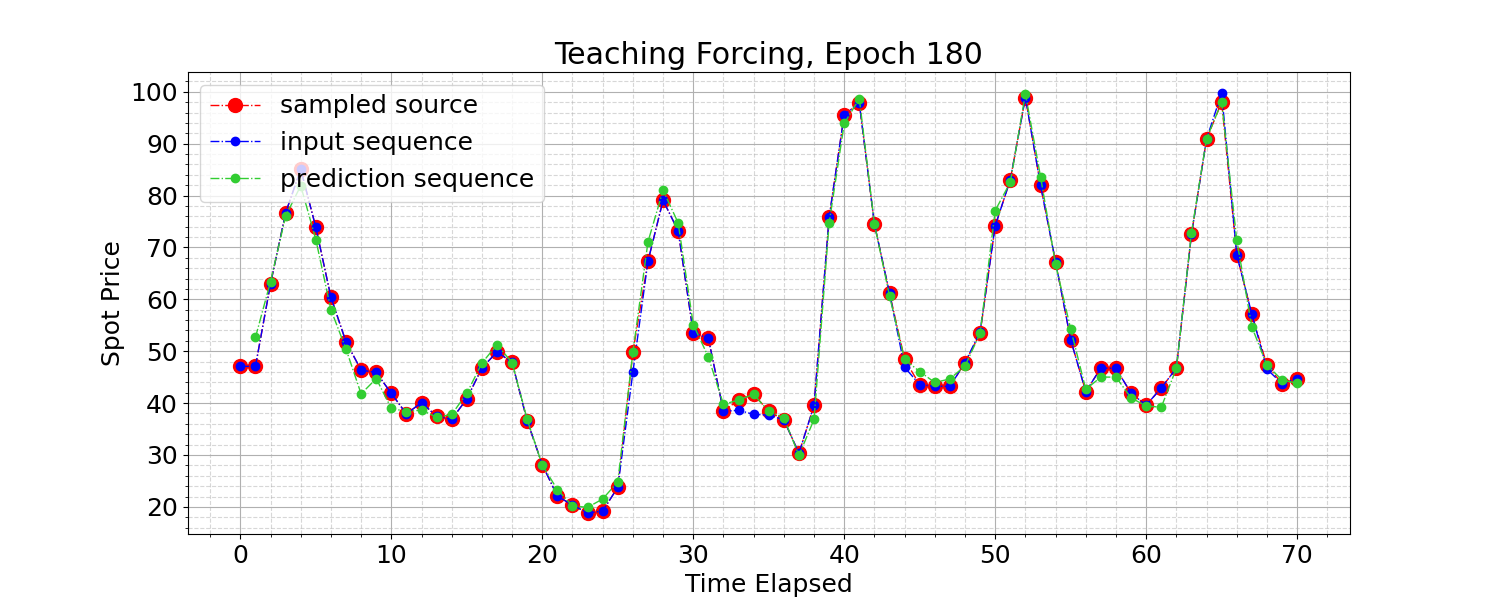 Teaching Forcing, Epoch 180
sampled source
input sequence
prediction sequence
Spot Price
100
90
80
70
60
50
40
30
20
0 10 20 30 40 50 60 70
Time Elapsed